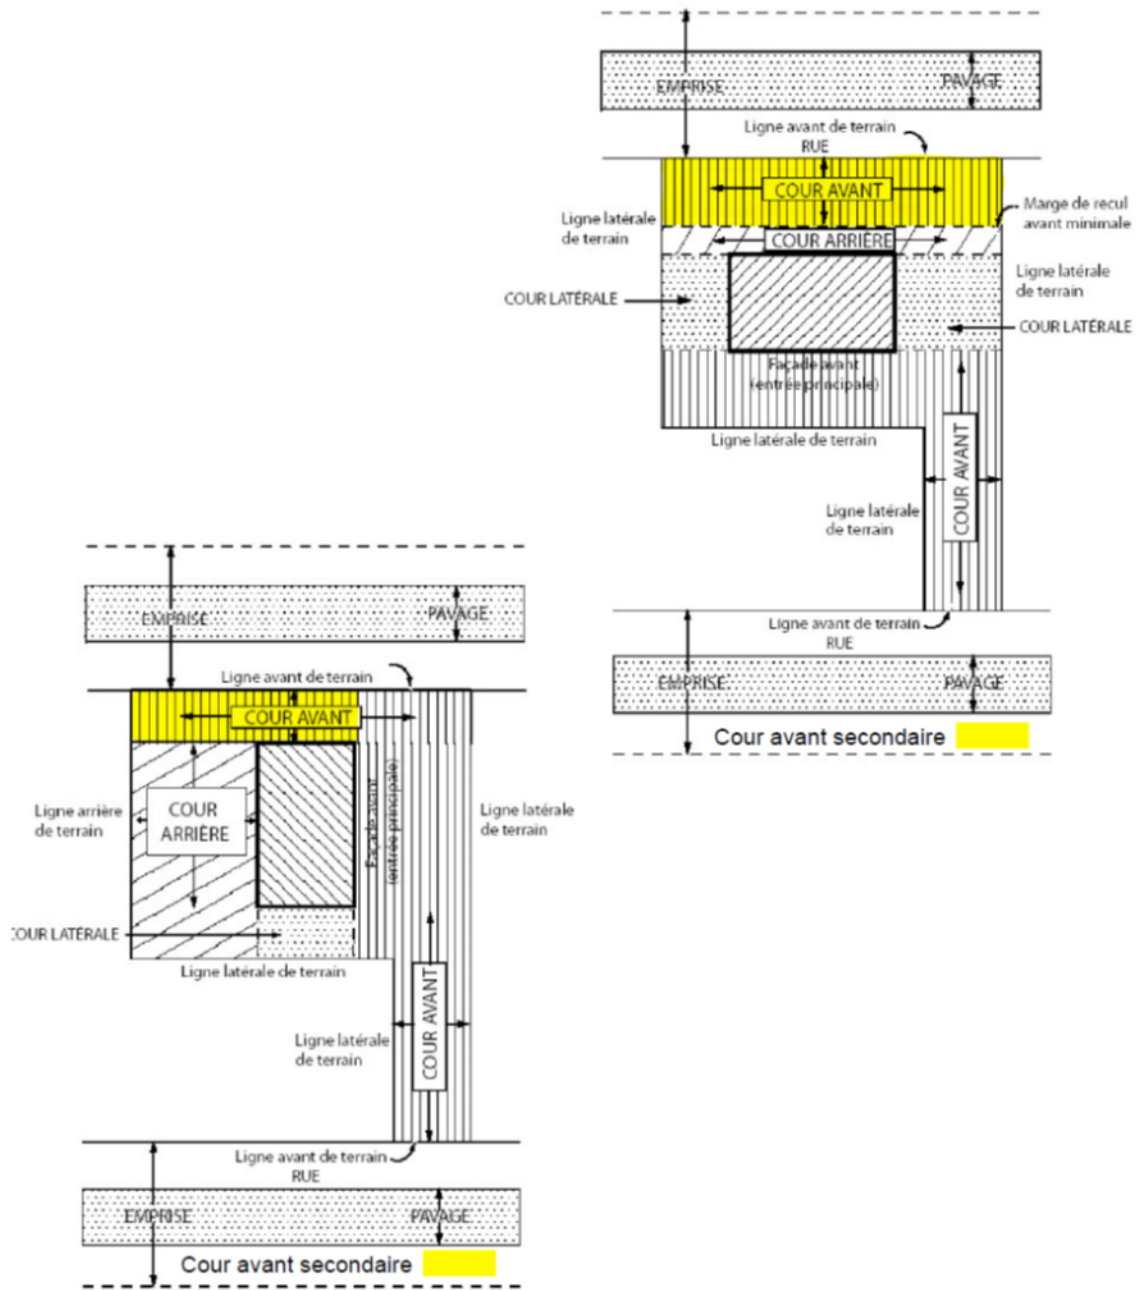 EMPRISE
PAVAGE
Ligne avant de terrain
RUE
COUR AVANT
Marge de recul
avant minimale
Ligne latérale
de terrain
COUR ARRIÈRE
Ligne latérale
de terrain
COUR LATÉRALE
COUR LATÉRALE
Façade avant
(entrée principale)
Ligne latérale de terrain
COUR AVANT
Ligne latérale
de terrain
Ligne avant de terrain
RUE
EMPRISE
PAVAGE
Cour avant secondaire
EMPRISE
PAVAGE
Ligne avant de terrain
COUR AVANT
Ligne arrière
de terrain
COUR
ARRIÈRE
Façade avant
(entrée principale)
Ligne latérale
de terrain
:OUR LATÉRALE
Ligne latérale de terrain
COUR AVANT
Ligne latérale
de terrain
Ligne avant de terrain
RUE
EMPRISE
PAVAGE
Cour avant secondaire